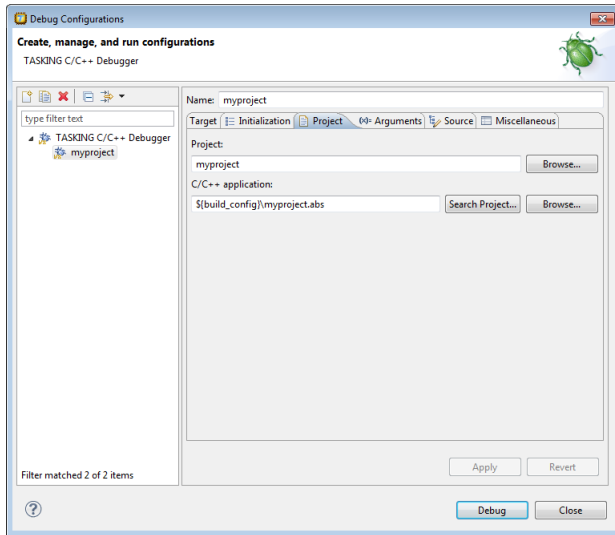 Debug Configurations
Create, manage, and run configurations
TASKING C/C++ Debugger
type filter text
TASKING C/C++ Debugger
myproject
Filter matched 2 of 2 items
Name: myproject
Target Initialization Project (x)= Arguments Source Miscellaneous
Project:
myproject Browse...
C/C++ application:
${build_config}\myproject.abs Search Project... Browse...
Apply Revert
? Debug Close